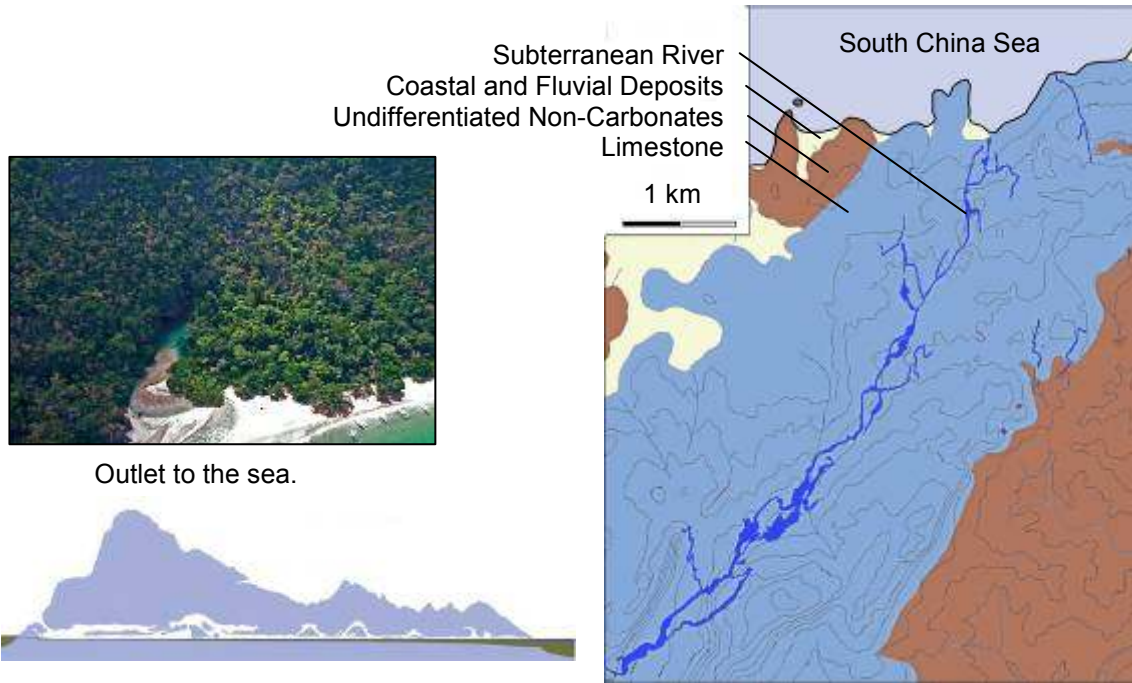 South China Sea
Subterranean River
Coastal and Fluvial Deposits
Undifferentiated Non-Carbonates
Limestone
1 km
Outlet to the sea.